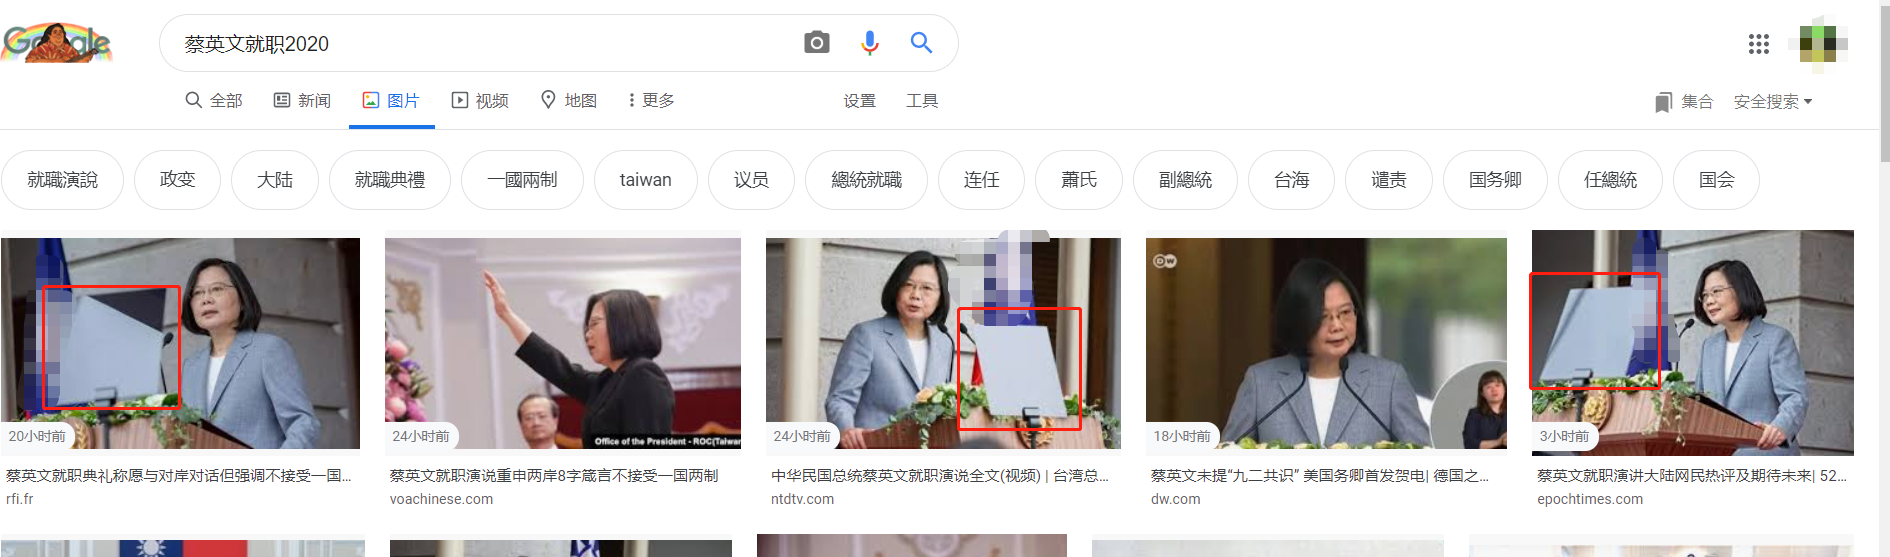 Google
蔡英文就职2020
全部 新闻 图片 视频 地图 更多 设置 工具 集合 安全搜索
就職演說 政变 大陆 就職典禮 一國兩制 taiwan 议员 總統就職 连任 蕭氏 副總統 台海 谴责 国务卿 任總統 国会
DW
Office of the President - ROC(Taiwan
20小时前 24小时前 24小时前 18小时前 3小时前
蔡英文就职典礼称愿与对岸对话但强调不接受一国... 蔡英文就职演说重申两岸8字箴言不接受一国两制 中华民国总统蔡英文就职演说全文(视频) | 台湾总... 蔡英文未提“九二共识” 美国务卿首发贺电| 德国之... 蔡英文就职演讲大陆网民热评及期待未来| 52...
rfi.fr voachinese.com ntdtv.com dw.com epochtimes.com